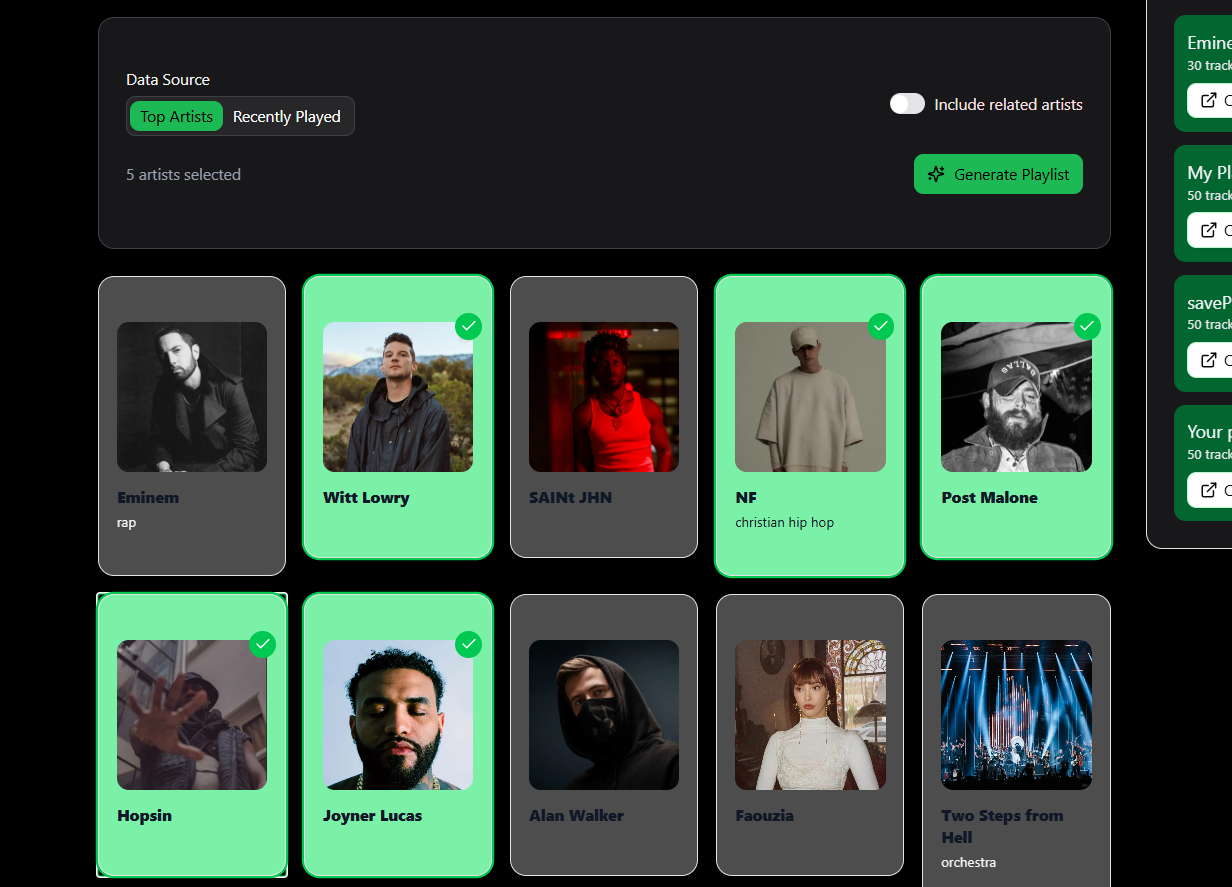 Data Source
Top Artists
Recently Played
Include related artists
5 artists selected
Generate Playlist
Emine
30 track
My Pl
50 track
saveP
50 track
Your p
50 track
Eminem
rap
Witt Lowry
SAINt JHN
NF
christian hip hop
DALLAS
Post Malone
Hopsin
Joyner Lucas
Alan Walker
Faouzia
Two Steps from
Hell
orchestra